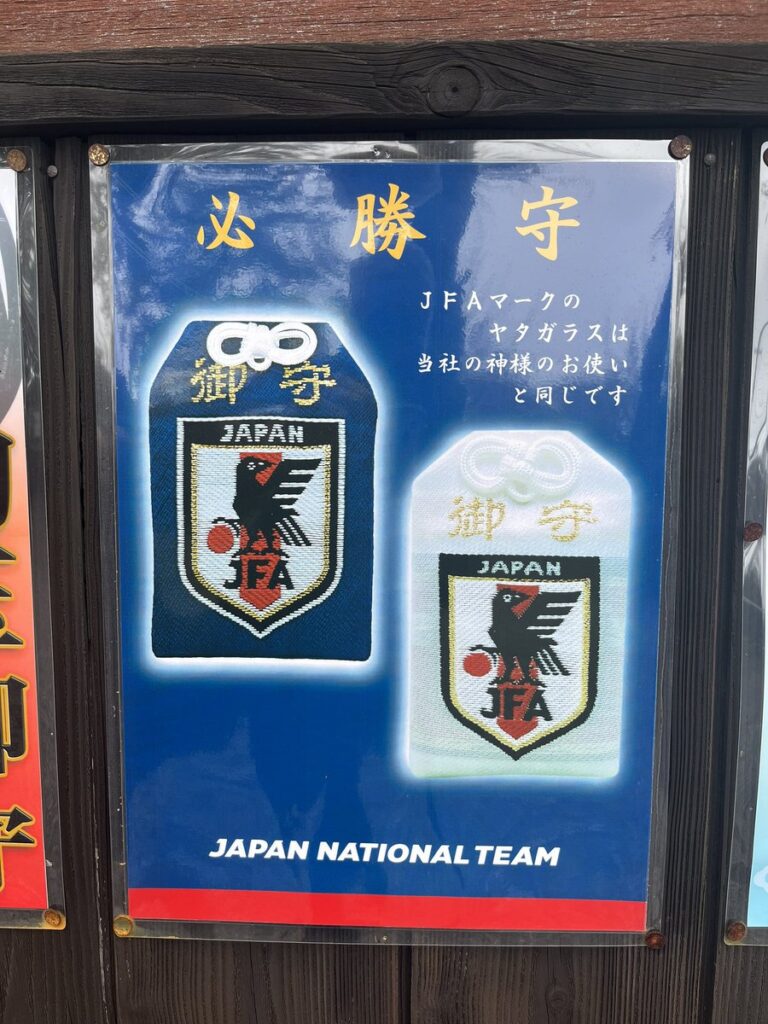 必勝守
JFAマークの
ヤタガラスは
当社の神様のお使い
と同じです
御守
JAPAN
JFA
御守
JAPAN
JFA
JAPAN NATIONAL TEAM